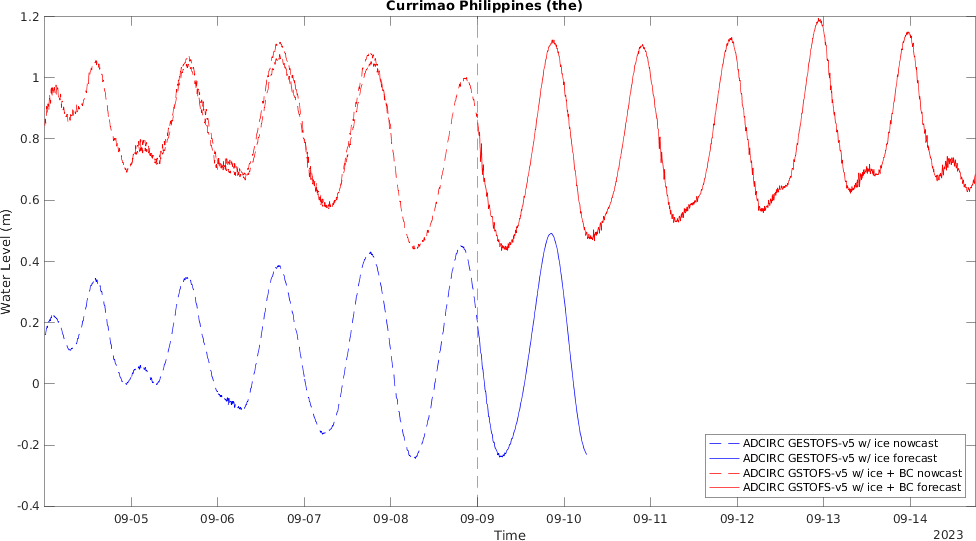 Currimao Philippines (the)
1.2
1
0.8
0.6
0.4
0.2
0
-0.2
-0.4
Water Level (m)
09-05 09-06 09-07 09-08 09-09 09-10 09-11 09-12 09-13 09-14
Time
2023
ADCIRC GESTOFS-v5 w/ ice nowcast
ADCIRC GESTOFS-v5 w/ ice forecast
ADCIRC GSTOFS-v5 w/ ice + BC nowcast
ADCIRC GSTOFS-v5 w/ ice + BC forecast